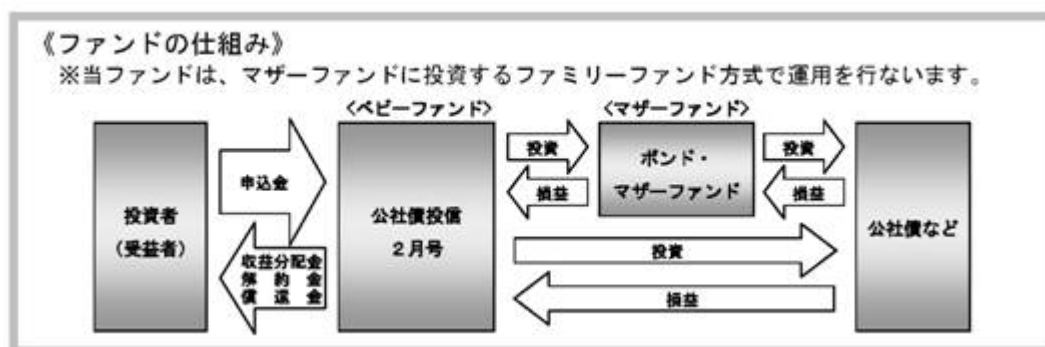 《ファンドの仕組み》
※当ファンドは、マザーファンドに投資するファミリーファンド方式で運用を行ないます。
〈ベビーファンド〉
〈マザーファンド〉
投資者
(受益者)
申込金
収益分配金
解約金
償還金
公社債投信
2月号
投資
損益
ボンド・
マザーファンド
投資
損益
投資
損益
公社債など